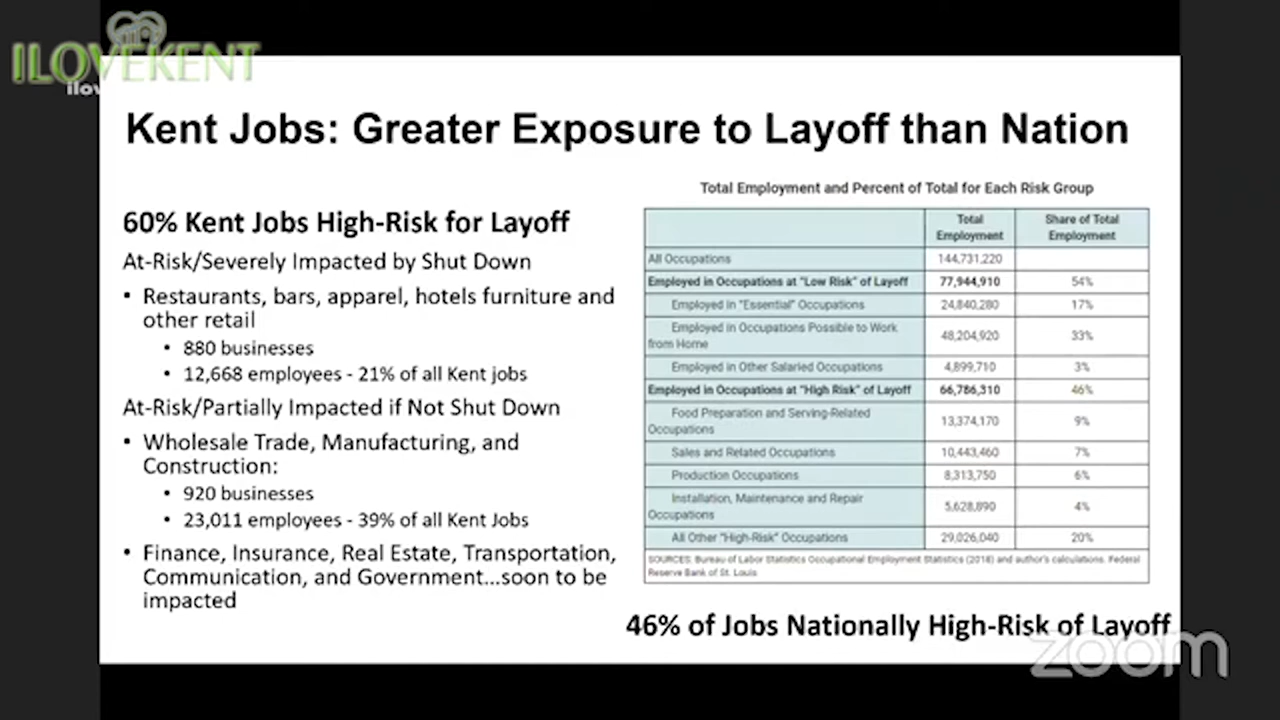 ILOVEKENT
ilov
Kent Jobs: Greater Exposure to Layoff than Nation
60% Kent Jobs High-Risk for Layoff
At-Risk/Severely Impacted by Shut Down
• Restaurants, bars, apparel, hotels furniture and
other retail
• 880 businesses
• 12,668 employees - 21% of all Kent jobs
At-Risk/Partially Impacted if Not Shut Down
• Wholesale Trade, Manufacturing, and
Construction:
• 920 businesses
• 23,011 employees - 39% of all Kent Jobs
• Finance, Insurance, Real Estate, Transportation,
Communication, and Government...soon to be
impacted
Total Employment and Percent of Total for Each Risk Group
Total Share of Total
Employment Employment
All Occupations 144,731,220
Employed in Occupations at "Low Risk" of Layoff 77,944,910 54%
Employed in "Essential" Occupations 24,840,280 17%
Employed in Occupations Possible to Work
from Home 48,204,920 33%
Employed in Other Salaried Occupations 4,899,710 3%
Employed in Occupations at "High Risk" of Layoff 66,786,310 46%
Food Preparation and Serving-Related
Occupations 13,374,170 9%
Sales and Related Occupations 10,443,460 7%
Production Occupations 8,313,750 6%
Installation, Maintenance and Repair
Occupations 5,628,890 4%
All Other "High-Risk" Occupations 29,026,040 20%
SOURCES: Bureau of Labor Statistics Occupational Employment Statistics (2018) and author's calculations. Federal
Reserve Bank of St. Louis
46% of Jobs Nationally High-Risk of Layoff
zoom